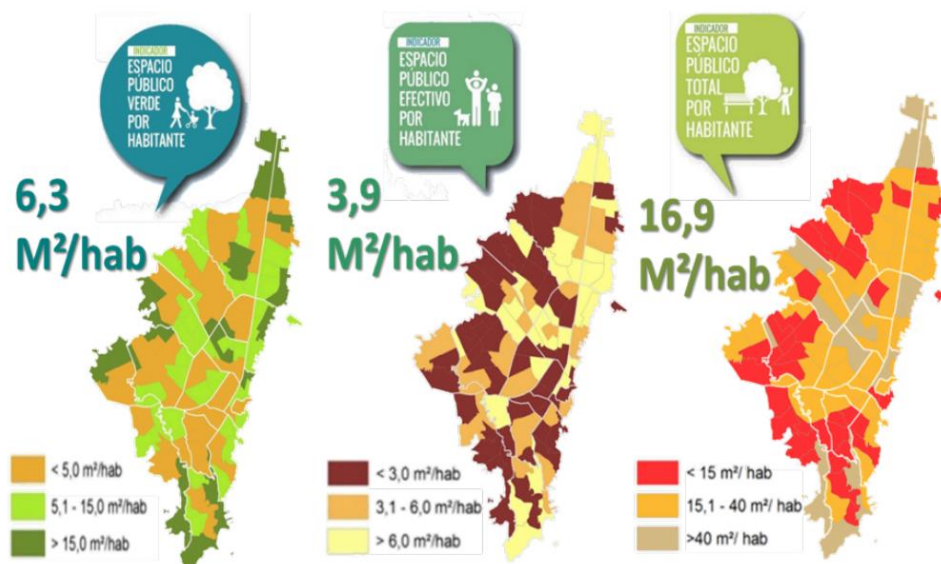 INDICADOR
ESPACIO
PÚBLICO
VERDE
POR
HABITANTE
6,3
M²/hab
< 5,0 m²/hab
5,1 - 15,0 m²/hab
> 15,0 m²/hab
INDICADOR
ESPACIO
PÚBLICO
EFECTIVO
POR
HABITANTE
3,9
M²/hab
< 3,0 m²/hab
3,1 - 6,0 m²/hab
> 6,0 m²/hab
INDICADOR
ESPACIO
PÚBLICO
TOTAL
POR
HABITANTE
16,9
M²/hab
< 15 m²/ hab
15,1 - 40 m²/ hab
>40 m²/ hab